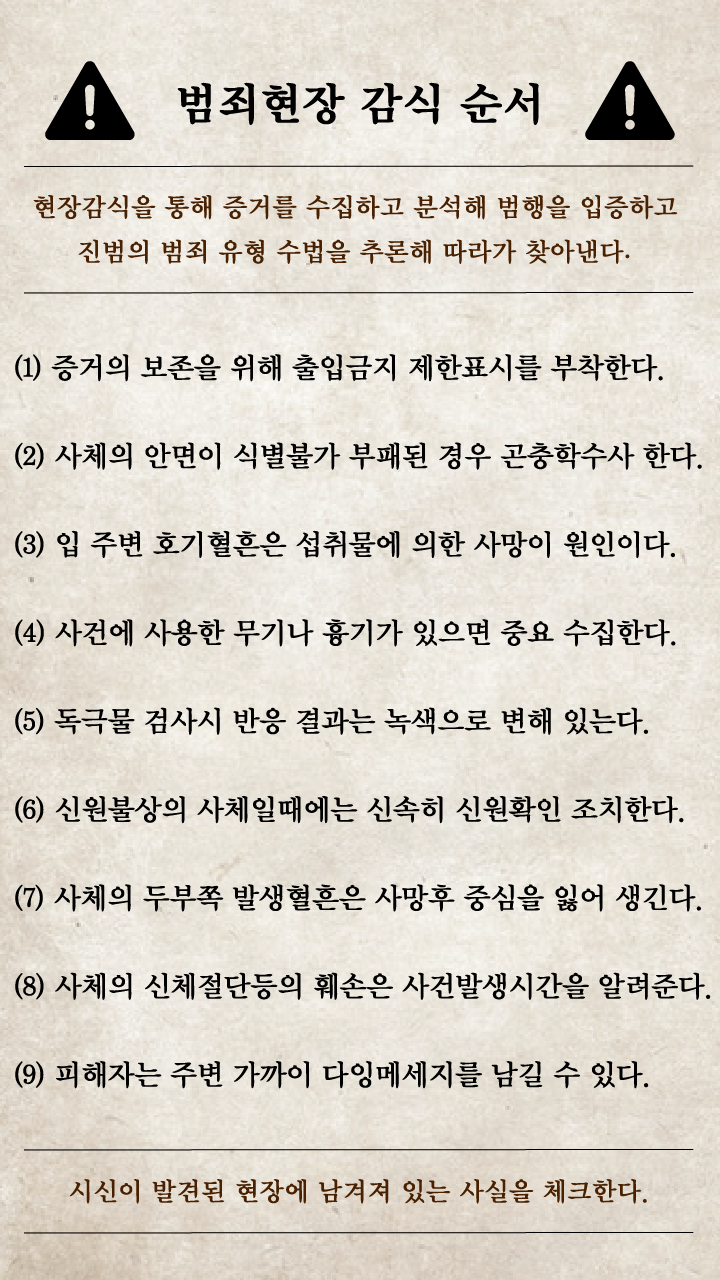 범죄현장 감식 순서
현장감식을 통해 증거를 수집하고 분석해 범행을 입증하고
진범의 범죄 유형 수법을 추론해 따라가 찾아낸다.
(1) 증거의 보존을 위해 출입금지 제한표시를 부착한다.
(2) 사체의 안면이 식별불가 부패된 경우 곤충학수사 한다.
(3) 입 주변 호기혈흔은 섭취물에 의한 사망이 원인이다.
(4) 사건에 사용한 무기나 흉기가 있으면 중요 수집한다.
(5) 독극물 검사시 반응 결과는 녹색으로 변해 있는다.
(6) 신원불상의 사체일때에는 신속히 신원확인 조치한다.
(7) 사체의 두부쪽 발생혈흔은 사망후 중심을 잃어 생긴다.
(8) 사체의 신체절단등의 훼손은 사건발생시간을 알려준다.
(9) 피해자는 주변 가까이 다잉메세지를 남길 수 있다.
시신이 발견된 현장에 남겨져 있는 사실을 체크한다.